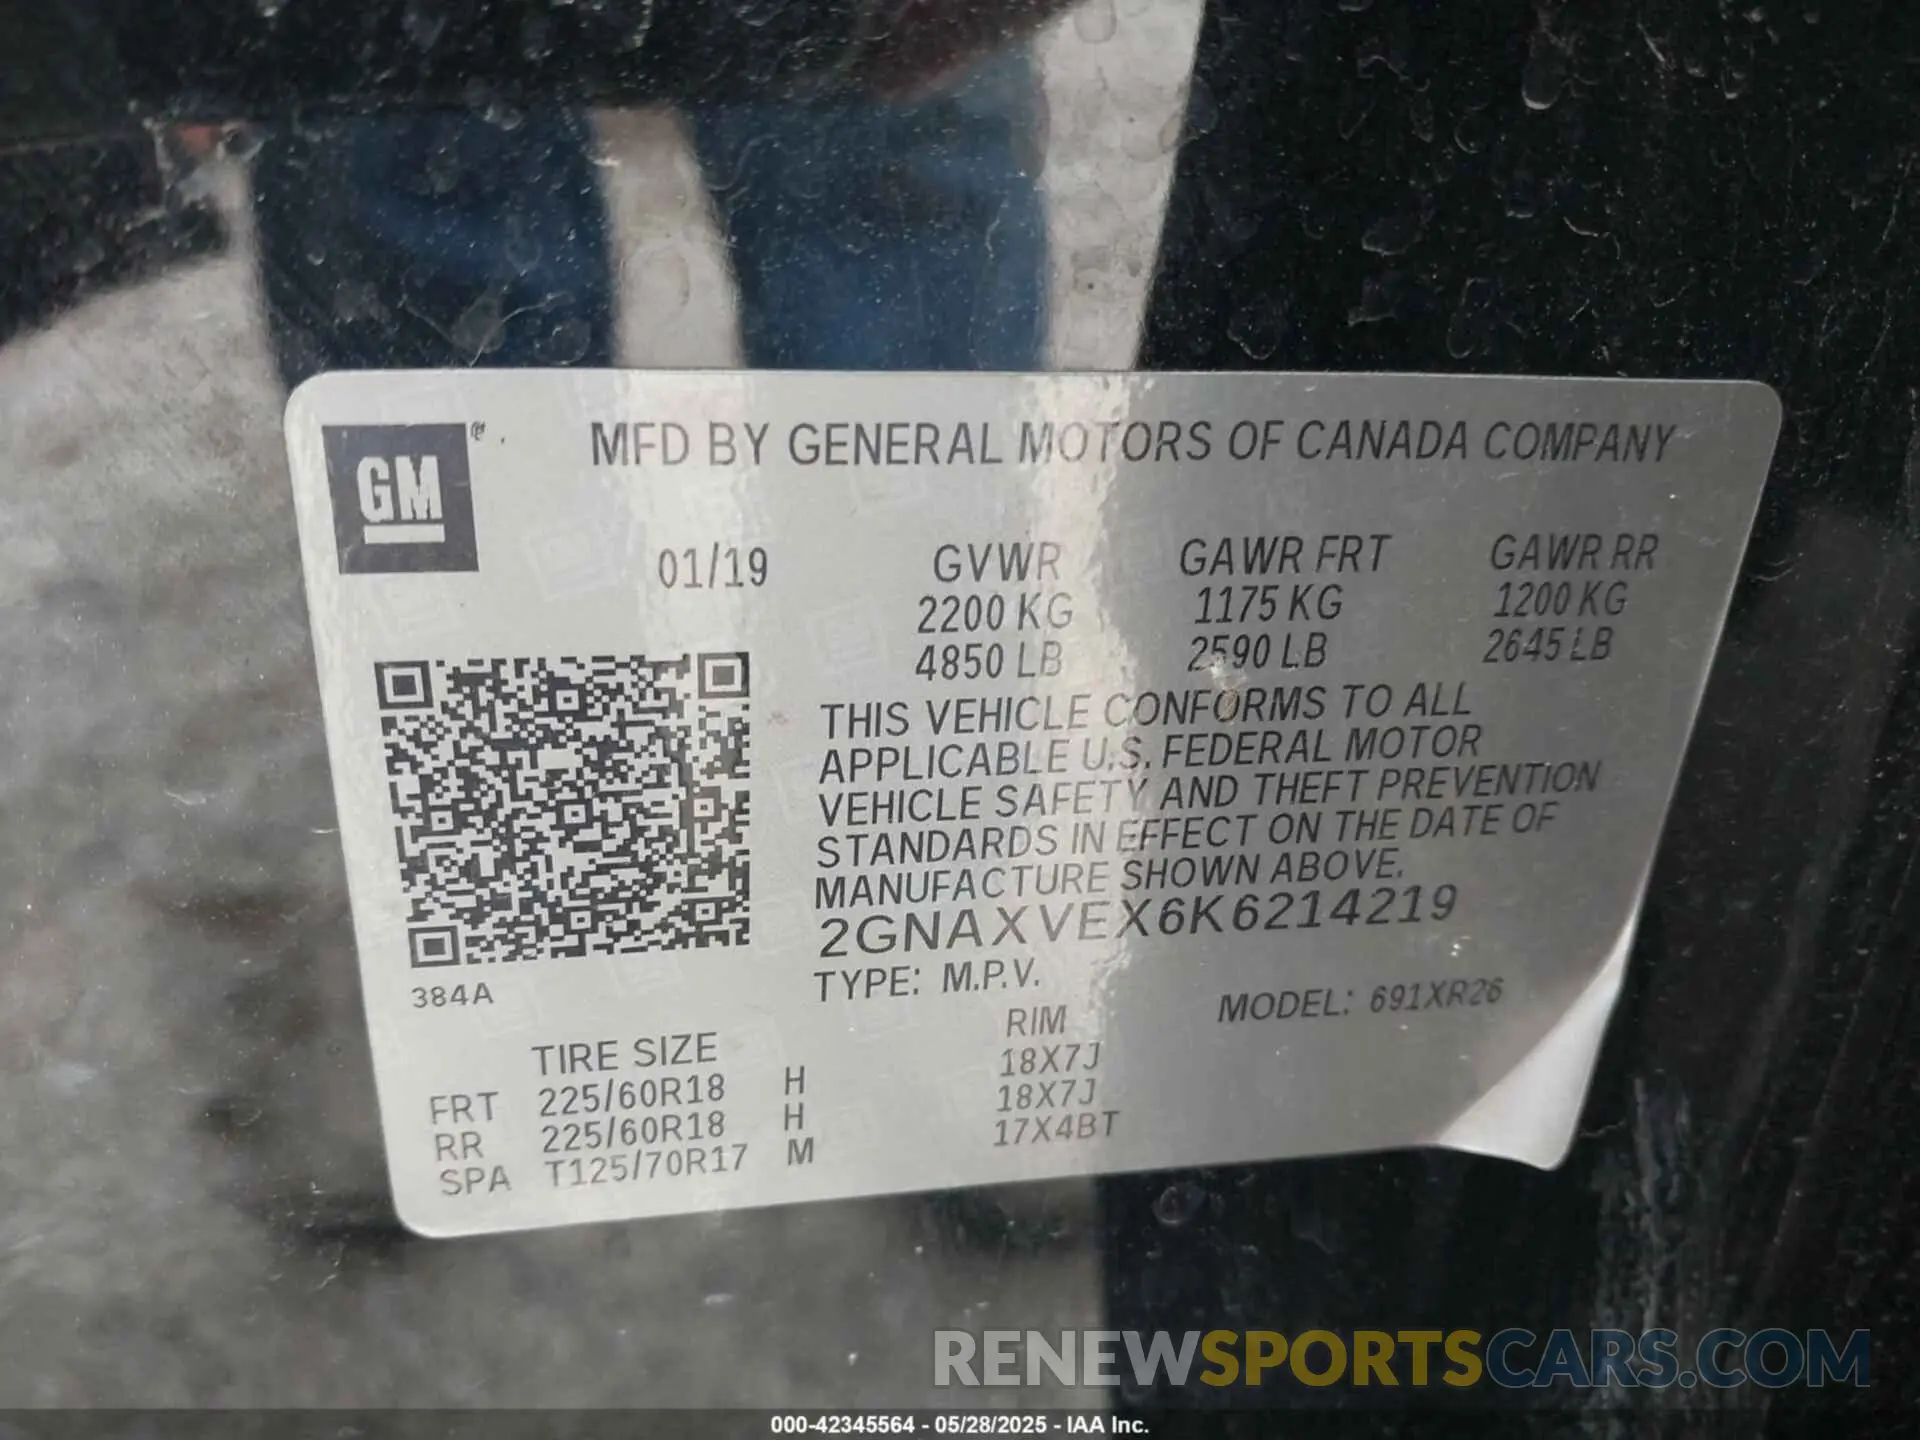 GM
MFD BY GENERAL MOTORS OF CANADA COMPANY
01/19 GVWR GAWR FRT GAWR RR
2200 KG 1175 KG 1200 KG
4850 LB 2590 LB 2645 LB
THIS VEHICLE CONFORMS TO ALL
APPLICABLE U.S. FEDERAL MOTOR
VEHICLE SAFETY AND THEFT PREVENTION
STANDARDS IN EFFECT ON THE DATE OF
MANUFACTURE SHOWN ABOVE.
2GNAXVEX6K6214219
TYPE: M.P.V. MODEL: 691XR26
384A
TIRE SIZE RIM
FRT 225/60R18 H 18X7J
RR 225/60R18 H 18X7J
SPA T125/70R17 M 17X4BT
RENEWSPORTSCARS.COM
000-42345564 - 05/28/2025 - IAA Inc.